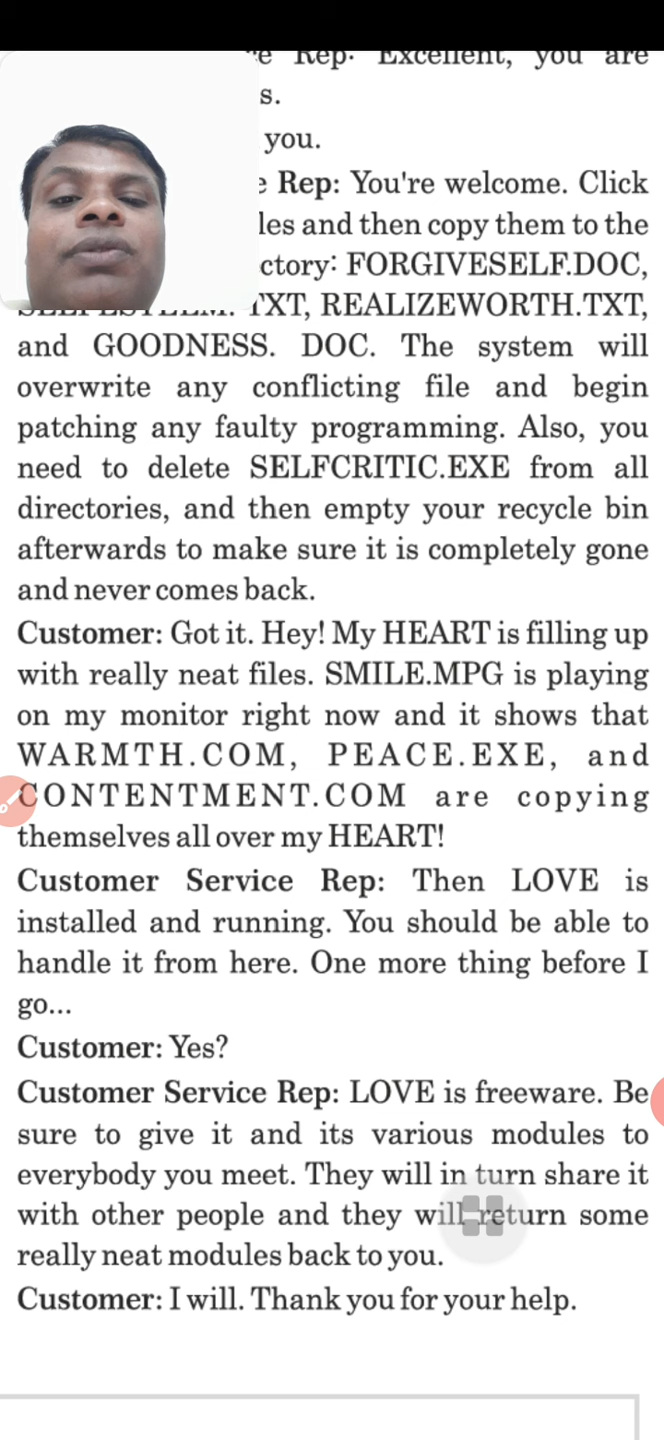 Rep: Excellent, you are
s.
you.
e Rep: You're welcome. Click
les and then copy them to the
ctory: FORGIVESELF.DOC,
TXT, REALIZEWORTH.TXT,
and GOODNESS. DOC. The system will
overwrite any conflicting file and begin
patching any faulty programming. Also, you
need to delete SELFCRITIC.EXE from all
directories, and then empty your recycle bin
afterwards to make sure it is completely gone
and never comes back.
Customer: Got it. Hey! My HEART is filling up
with really neat files. SMILE.MPG is playing
on my monitor right now and it shows that
WARMTH.COM, PEACE.EXE, and
CONTENTMENT.COM are copying
themselves all over my HEART!
Customer Service Rep: Then LOVE is
installed and running. You should be able to
handle it from here. One more thing before I
go...
Customer: Yes?
Customer Service Rep: LOVE is freeware. Be
sure to give it and its various modules to
everybody you meet. They will in turn share it
with other people and they will return some
really neat modules back to you.
Customer: I will. Thank you for your help.